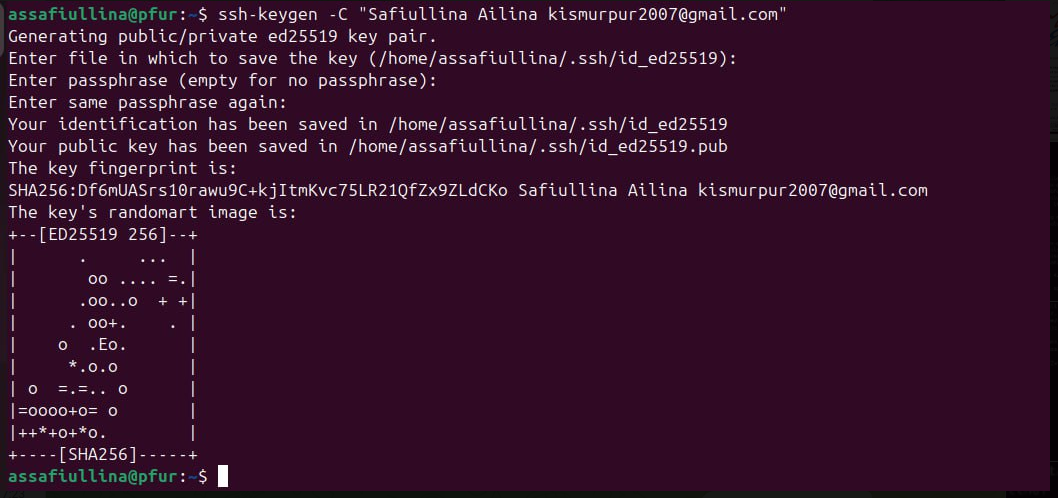 assafiullina@pfur:~$ ssh-keygen -C "Safiullina Ailina kismurpur2007@gmail.com"
Generating public/private ed25519 key pair.
Enter file in which to save the key (/home/assafiullina/.ssh/id_ed25519):
Enter passphrase (empty for no passphrase):
Enter same passphrase again:
Your identification has been saved in /home/assafiullina/.ssh/id_ed25519
Your public key has been saved in /home/assafiullina/.ssh/id_ed25519.pub
The key fingerprint is:
SHA256:Df6mUASrs10rawu9C+kjItmKvc75LR21QfZx9ZLdCKo Safiullina Ailina kismurpur2007@gmail.com
The key's randomart image is:
+--[ED25519 256]--+
|      .     ...  |
|       oo .... =.|
|      .oo..o  + +|
|     . oo+.    . |
|    o  .Eo.      |
|     *.o.o       |
| o  =.=.. o      |
|=oooo+o= o       |
|++*+o+*o.        |
+----[SHA256]-----+
assafiullina@pfur:~$